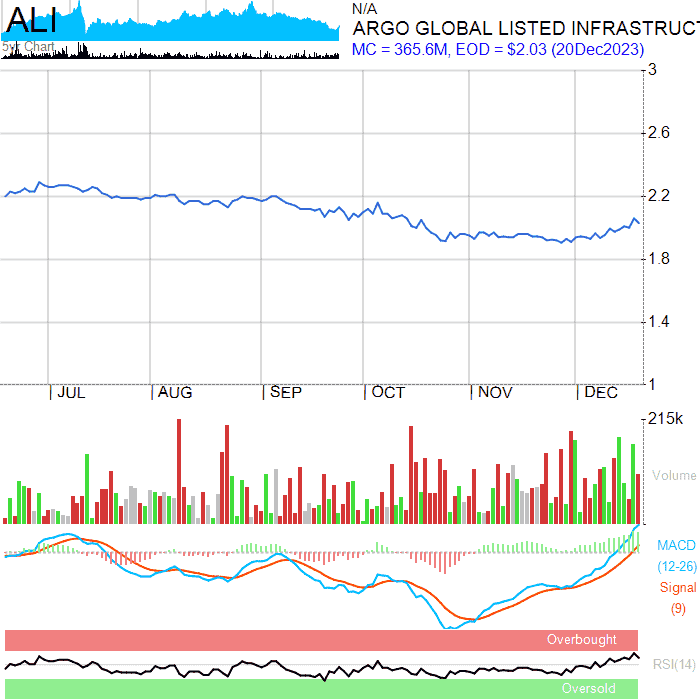 ALI
5yr Chart
N/A
ARGO GLOBAL LISTED INFRASTRUCT
MC = 365.6M, EOD = $2.03 (20Dec2023)
3
2.6
2.2
1.8
1.4
1
JUL
AUG
SEP
OCT
NOV
DEC
215k
Volume
MACD
(12-26)
Signal
(9)
Overbought
RSI(14)
Oversold